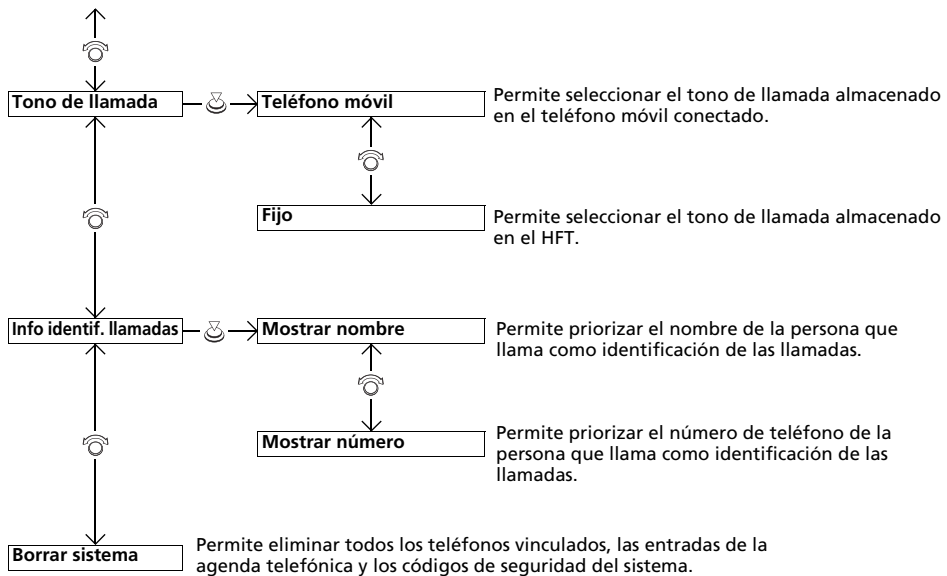 Tono de llamada
Teléfono móvil
Permite seleccionar el tono de llamada almacenado
en el teléfono móvil conectado.
Fijo
Permite seleccionar el tono de llamada almacenado
en el HFT.
Info identif. llamadas
Mostrar nombre
Permite priorizar el nombre de la persona que
llama como identificación de las llamadas.
Mostrar número
Permite priorizar el número de teléfono de la
persona que llama como identificación de las
llamadas.
Borrar sistema
Permite eliminar todos los teléfonos vinculados, las entradas de la
agenda telefónica y los códigos de seguridad del sistema.